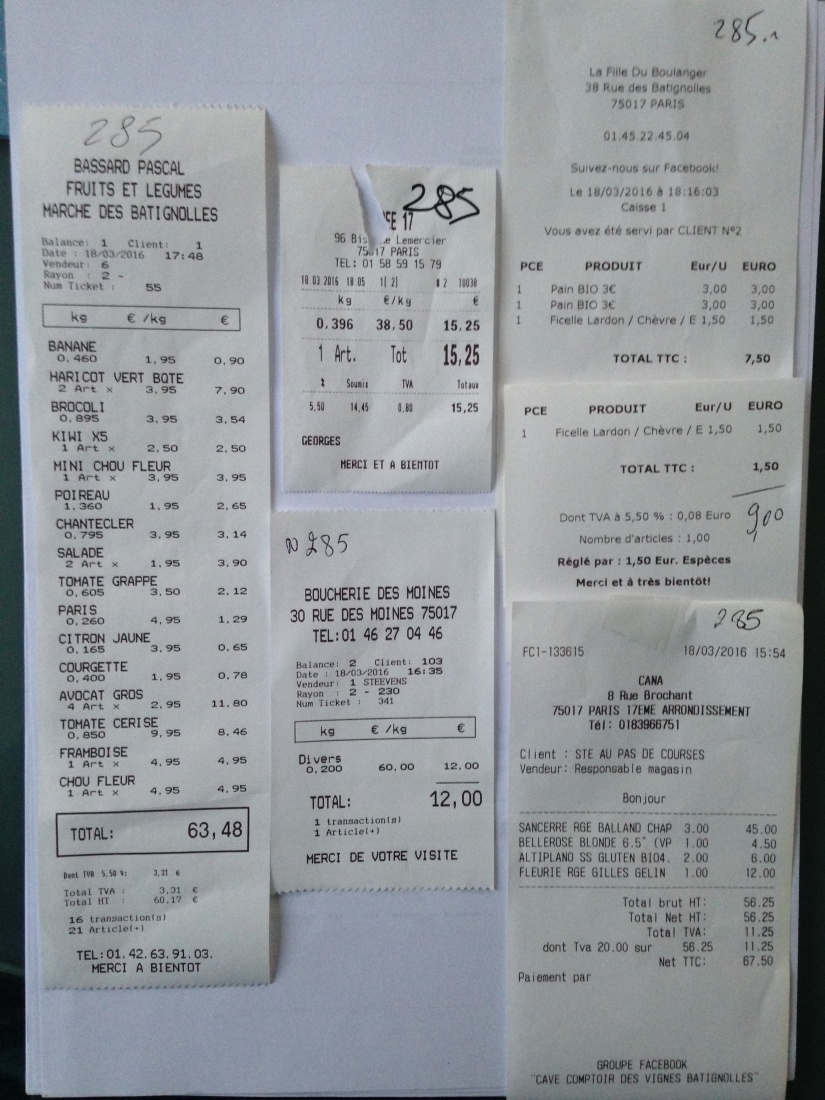 285
BASSARD PASCAL
FRUITS ET LEGUMES
MARCHE DES BATIGNOLLES
Balance: 1 Client: 1
Date : 18/03/2016 17:48
Vendeur: 6
Rayon : 2 -
Num Ticket : 55
kg € /kg €
BANANE
0,460 1,95 0,90
HARICOT VERT BOTE
2 Art x 3,95 7,90
BROCOLI
0,895 3,95 3,54
KIWI X5
1 Art x 2,50 2,50
MINI CHOU FLEUR
1 Art x 3,95 3,95
POIREAU
1,360 1,95 2,65
CHANTECLER
0,795 3,95 3,14
SALADE
2 Art x 1,95 3,90
TOMATE GRAPPE
0,605 3,50 2,12
PARIS
0,260 4,95 1,29
CITRON JAUNE
0,165 3,95 0,65
COURGETTE
0,400 1,95 0,78
AVOCAT GROS
4 Art x 2,95 11,80
TOMATE CERISE
0,850 9,95 8,46
FRAMBOISE
1 Art x 4,95 4,95
CHOU FLEUR
1 Art x 4,95 4,95
TOTAL: 63,48
Dont TVA 5,50 %: 3,31 €
Total TVA : 3,31 €
Total HT : 60,17 €
16 transaction(s)
21 Article(+)
TEL:01.42.63.91.03.
MERCI A BIENTOT
285
17
96 Bis Lemercier
75017 PARIS
TEL: 01 58 59 15 79
18 03 2016 18 05 1[ 2] # 2 10038
kg €/kg €
0,396 38,50 15,25
1 Art. Tot 15,25
% Soumis TVA Totaux
5,50 14,45 0,80 15,25
GEORGES
MERCI ET A BIENTOT
N 285
BOUCHERIE DES MOINES
30 RUE DES MOINES 75017
TEL:01 46 27 04 46
Balance: 2 Client: 103
Date : 18/03/2016 16:35
Vendeur: 1 STEEVENS
Rayon : 2 - 230
Num Ticket : 341
kg € /kg €
Divers
0,200 60,00 12,00
TOTAL: 12,00
1 transaction(s)
1 Article(+)
MERCI DE VOTRE VISITE
285.1
La Fille Du Boulanger
38 Rue des Batignolles
75017 PARIS
01.45.22.45.04
Suivez-nous sur Facebook!
Le 18/03/2016 à 18:16:03
Caisse 1
Vous avez été servi par CLIENT N°2
PCE PRODUIT Eur/U EURO
1 Pain BIO 3€ 3,00 3,00
1 Pain BIO 3€ 3,00 3,00
1 Ficelle Lardon / Chèvre / E 1,50 1,50
TOTAL TTC : 7,50
PCE PRODUIT Eur/U EURO
1 Ficelle Lardon / Chèvre / E 1,50 1,50
TOTAL TTC : 1,50
Dont TVA à 5,50 % : 0,08 Euro
9,00
Nombre d'articles : 1,00
Réglé par : 1,50 Eur. Espèces
Merci et à très bientôt!
285
FC1-133615 18/03/2016 15:54
CANA
8 Rue Brochant
75017 PARIS 17EME ARRONDISSEMENT
Tél: 0183966751
Client : STE AU PAS DE COURSES
Vendeur: Responsable magasin
Bonjour
SANCERRE RGE BALLAND CHAP 3.00 45.00
BELLEROSE BLONDE 6.5° (VP 1.00 4.50
ALTIPLANO SS GLUTEN BIO4. 2.00 6.00
FLEURIE RGE GILLES GELIN 1.00 12.00
Total brut HT: 56.25
Total Net HT: 56.25
Total TVA: 11.25
dont Tva 20.00 sur 56.25 11.25
Net TTC: 67.50
Paiement par
GROUPE FACEBOOK
"CAVE COMPTOIR DES VIGNES BATIGNOLLES"